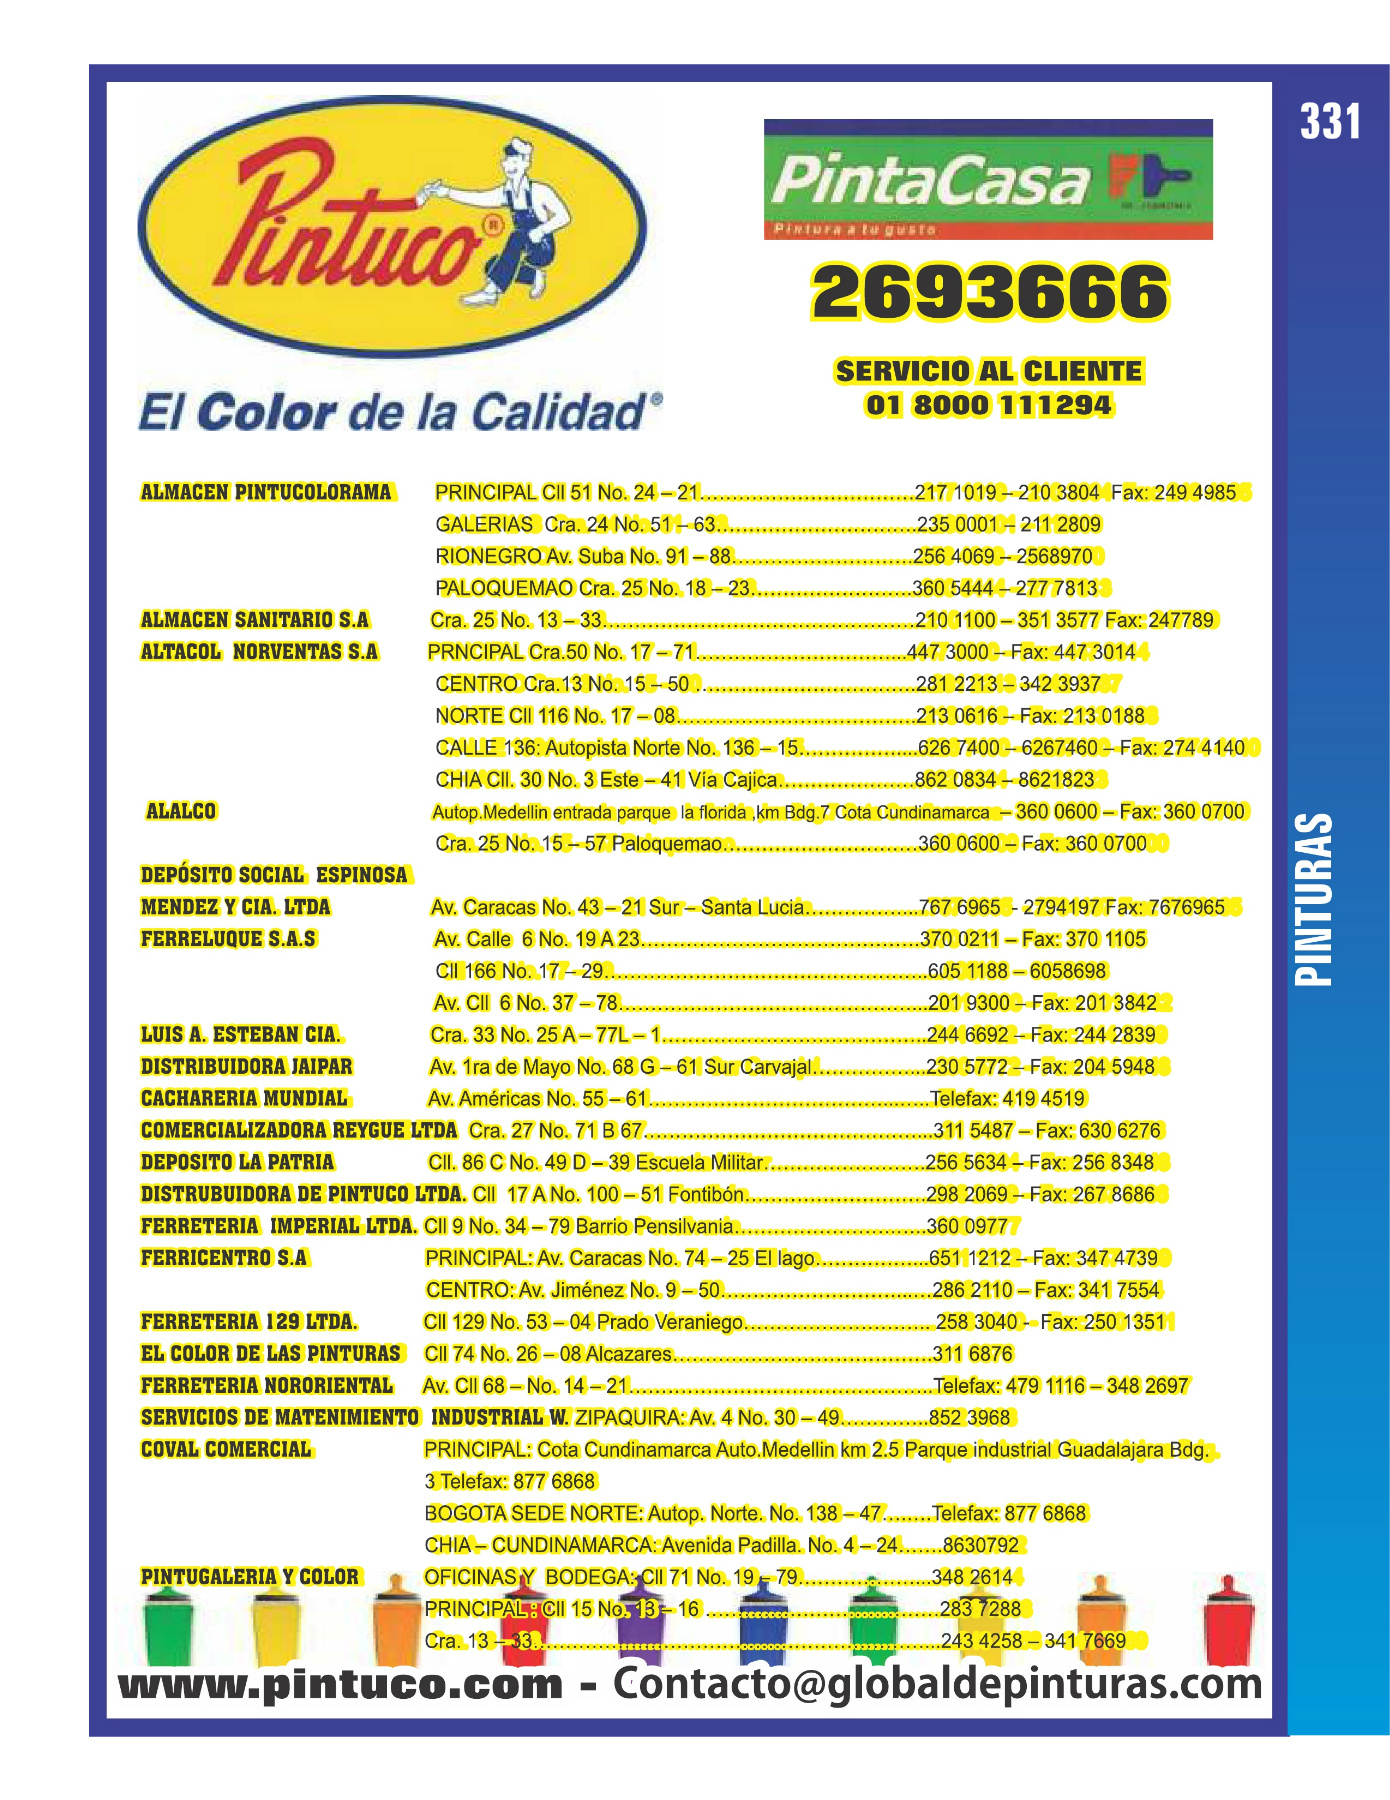 331
Pintuco®
PintaCasa
Pintura a tu gusto
2693666
SERVICIO AL CLIENTE
01 8000 111294
El Color de la Calidad®
ALMACEN PINTUCOLORAMA PRINCIPAL Cll 51 No. 24 – 21.................................217 1019 – 210 3804 Fax: 249 4985
GALERIAS Cra. 24 No. 51 – 63...............................235 0001 – 211 2809
RIONEGRO Av. Suba No. 91 – 88............................256 4069 – 2568970
PALOQUEMAO Cra. 25 No. 18 – 23.........................360 5444 – 277 7813
ALMACEN SANITARIO S.A Cra. 25 No. 13 – 33................................................210 1100 – 351 3577 Fax: 247789
ALTACOL NORVENTAS S.A PRNCIPAL Cra.50 No. 17 – 71.................................447 3000 – Fax: 447 3014
CENTRO Cra.13 No. 15 – 50 ..................................281 2213 – 342 3937
NORTE Cll 116 No. 17 – 08.....................................213 0616 – Fax: 213 0188
CALLE 136: Autopista Norte No. 136 – 15...................626 7400 – 6267460 – Fax: 274 4140
CHIA Cll. 30 No. 3 Este – 41 Vía Cajica.....................862 0834 – 8621823
ALALCO Autop.Medellin entrada parque la florida ,km Bdg.7 Cota Cundinamarca – 360 0600 – Fax: 360 0700
Cra. 25 No. 15 – 57 Paloquemao..............................360 0600 – Fax: 360 0700
DEPÓSITO SOCIAL ESPINOSA
MENDEZ Y CIA. LTDA Av. Caracas No. 43 – 21 Sur – Santa Lucia..................767 6965 - 2794197 Fax: 7676965
FERRELUQUE S.A.S Av. Calle 6 No. 19 A 23...........................................370 0211 – Fax: 370 1105
Cll 166 No. 17 – 29..................................................605 1188 – 6058698
Av. Cll 6 No. 37 – 78................................................201 9300 – Fax: 201 3842
LUIS A. ESTEBAN CIA. Cra. 33 No. 25 A – 77L – 1.........................................244 6692 – Fax: 244 2839
DISTRIBUIDORA JAIPAR Av. 1ra de Mayo No. 68 G – 61 Sur Carvajal..................230 5772 – Fax: 204 5948
CACHARERIA MUNDIAL Av. Américas No. 55 – 61...........................................Telefax: 419 4519
COMERCIALIZADORA REYGUE LTDA Cra. 27 No. 71 B 67.............................................311 5487 – Fax: 630 6276
DEPOSITO LA PATRIA Cll. 86 C No. 49 D – 39 Escuela Militar.........................256 5634 – Fax: 256 8348
DISTRUBUIDORA DE PINTUCO LTDA. Cll 17 A No. 100 – 51 Fontibón............................298 2069 – Fax: 267 8686
FERRETERIA IMPERIAL LTDA. Cll 9 No. 34 – 79 Barrio Pensilvania.............................360 0977
FERRICENTRO S.A PRINCIPAL: Av. Caracas No. 74 – 25 El lago..................651 1212 – Fax: 347 4739
CENTRO: Av. Jiménez No. 9 – 50................................286 2110 – Fax: 341 7554
FERRETERIA 129 LTDA. Cll 129 No. 53 – 04 Prado Veraniego............................. 258 3040 - Fax: 250 1351
EL COLOR DE LAS PINTURAS Cll 74 No. 26 – 08 Alcazares........................................311 6876
FERRETERIA NORORIENTAL Av. Cll 68 – No. 14 – 21...............................................Telefax: 479 1116 – 348 2697
SERVICIOS DE MATENIMIENTO INDUSTRIAL W. ZIPAQUIRA: Av. 4 No. 30 – 49..............852 3968
COVAL COMERCIAL PRINCIPAL: Cota Cundinamarca Auto.Medellin km 2.5 Parque industrial Guadalajara Bdg.
3 Telefax: 877 6868
BOGOTA SEDE NORTE: Autop. Norte. No. 138 – 47........Telefax: 877 6868
CHIA – CUNDINAMARCA: Avenida Padilla. No. 4 – 24.......8630792
PINTUGALERIA Y COLOR OFICINAS Y BODEGA: Cll 71 No. 19 – 79.....................348 2614
PRINCIPAL : Cll 15 No. 13 – 16 ....................................283 7288
Cra. 13 – 33..............................................................243 4258 – 341 7669
www.pintuco.com - Contacto@globaldepinturas.com
PINTURAS